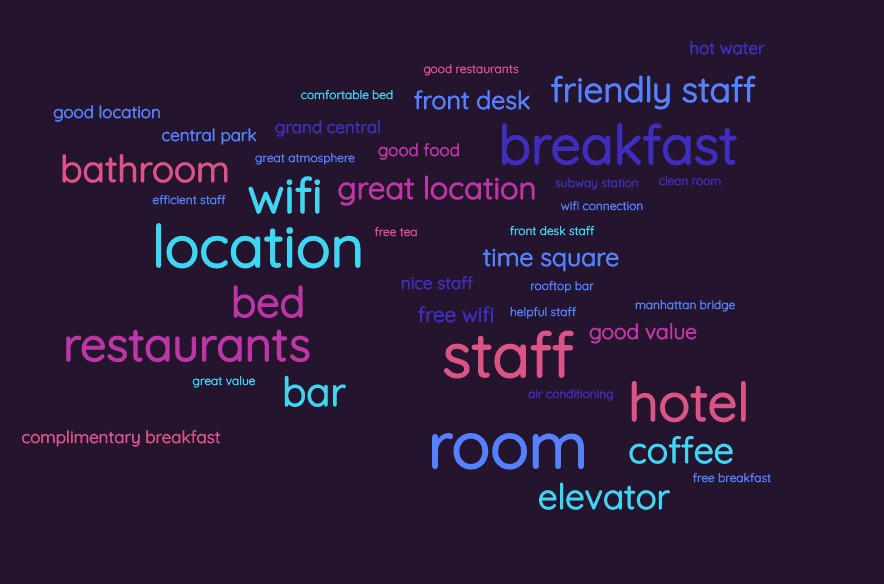 hot water
good restaurants
friendly staff
comfortable bed
front desk
good location
grand central
central park
breakfast
good food
great atmosphere
bathroom
subway station
clean room
great location
wifi
efficient staff
wifi connection
free tea
front desk staff
location
time square
nice staff
rooftop bar
bed
manhattan bridge
free wifi
helpful staff
good value
restaurants
staff
great value
bar
air conditioning
hotel
complimentary breakfast
room
coffee
free breakfast
elevator